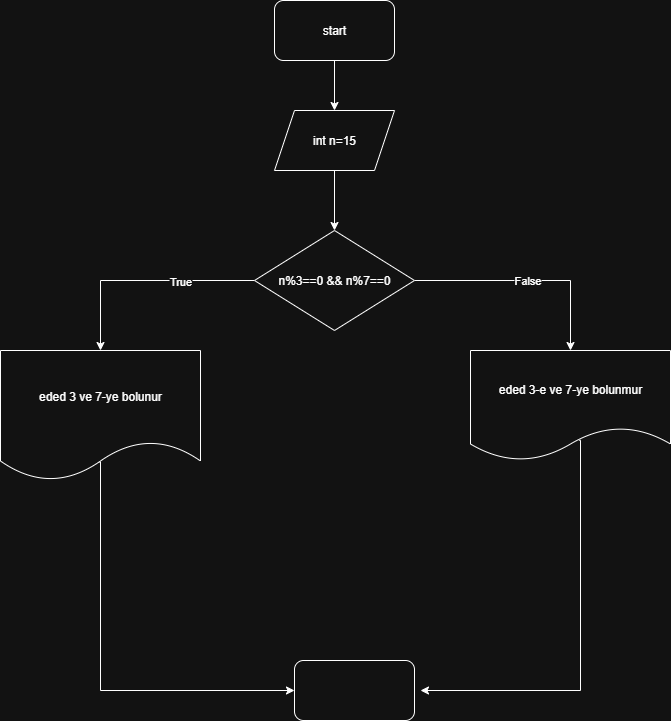 start
int n=15
n%3==0 && n%7==0
True
False
eded 3 ve 7-ye bolunur
eded 3-e ve 7-ye bolunmur